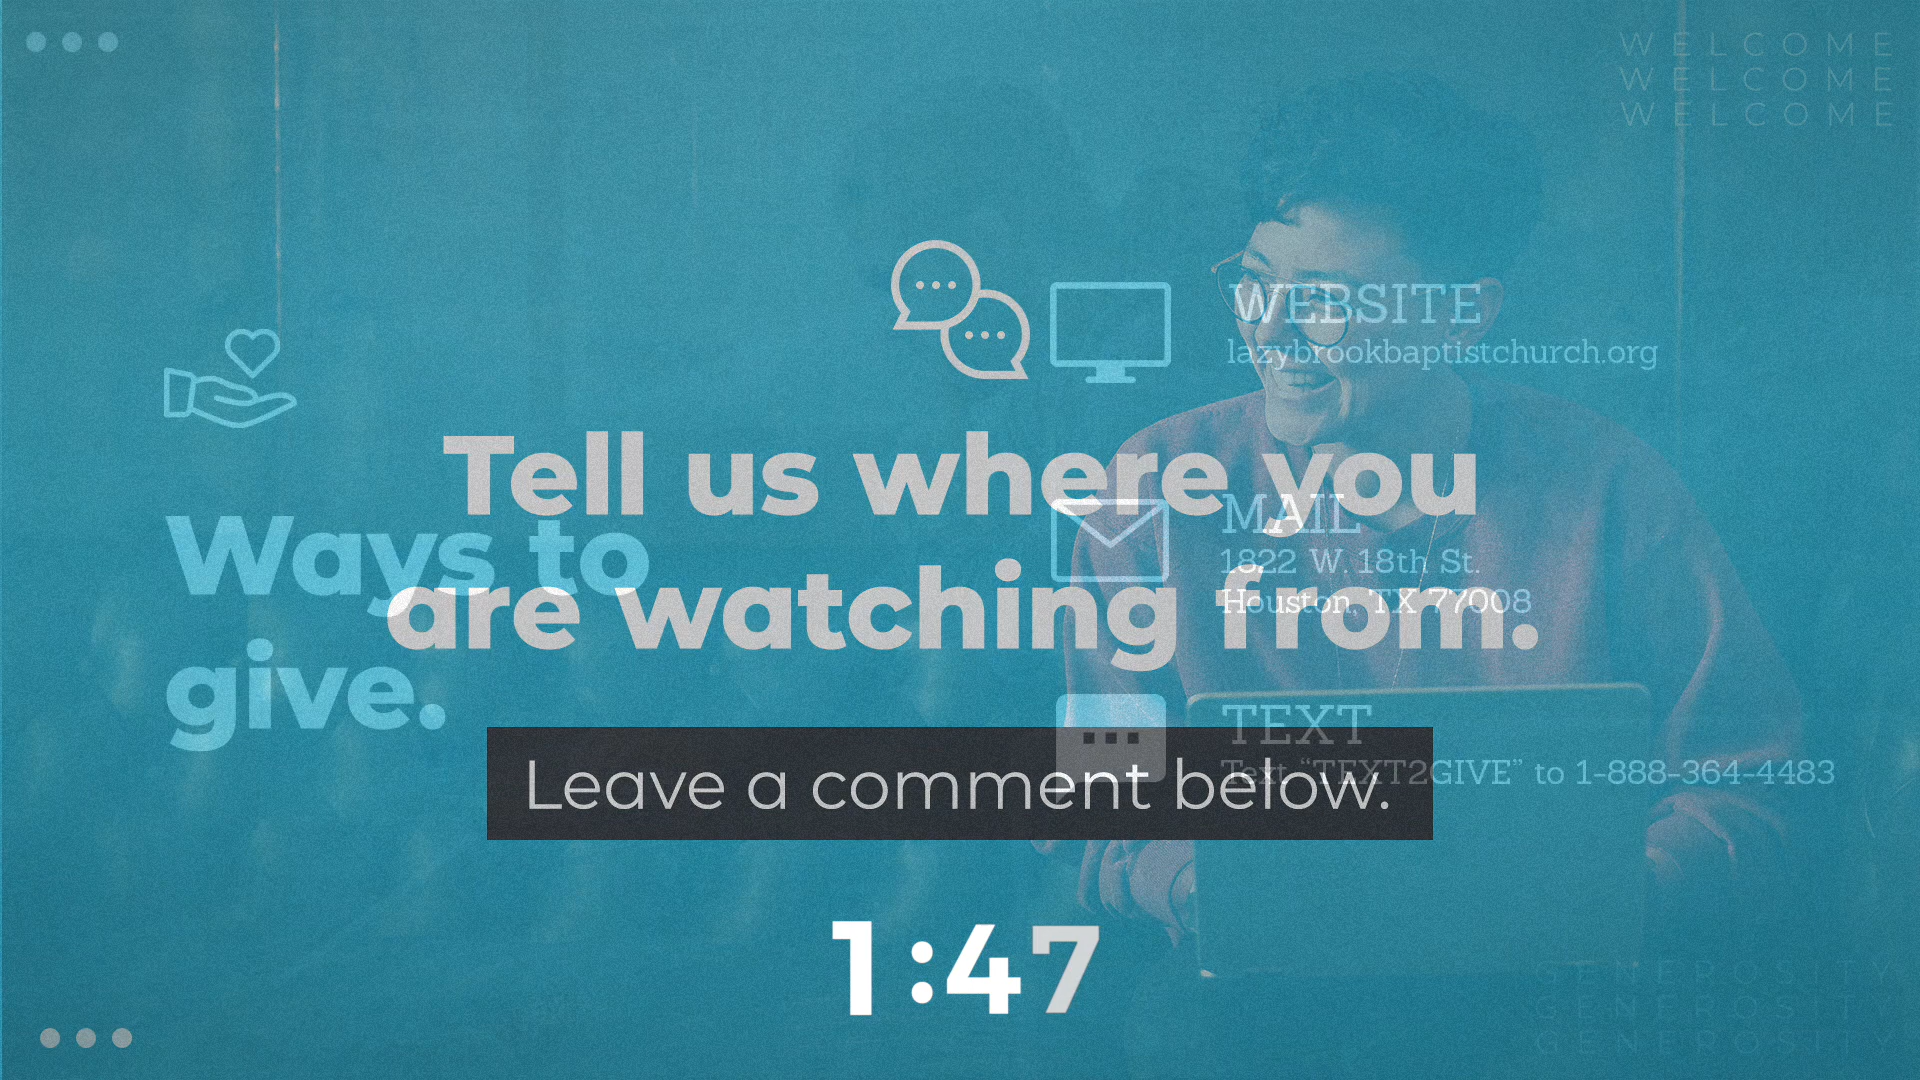 WELCOME
WELCOME
WELCOME
WEBSITE
lazybrookbaptistchurch.org
Tell us where you
are watching from.
Ways to
give.
MAIL
1822 W. 18th St.
Houston, TX 77008
TEXT
Text “TEXT2GIVE” to 1-888-364-4483
Leave a comment below.
1:47
GENEROSITY
GENEROSITY
GENEROSITY